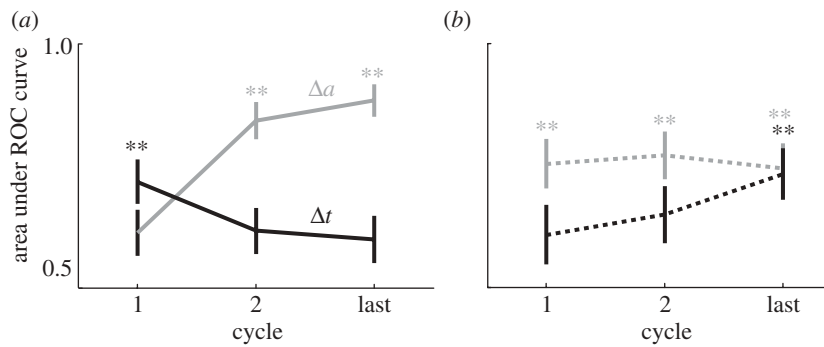 (a)
(b)
1.0
0.5
area under ROC curve
**
**
**
Δa
Δt
1 2 last
cycle
**
**
**
**
1 2 last
cycle